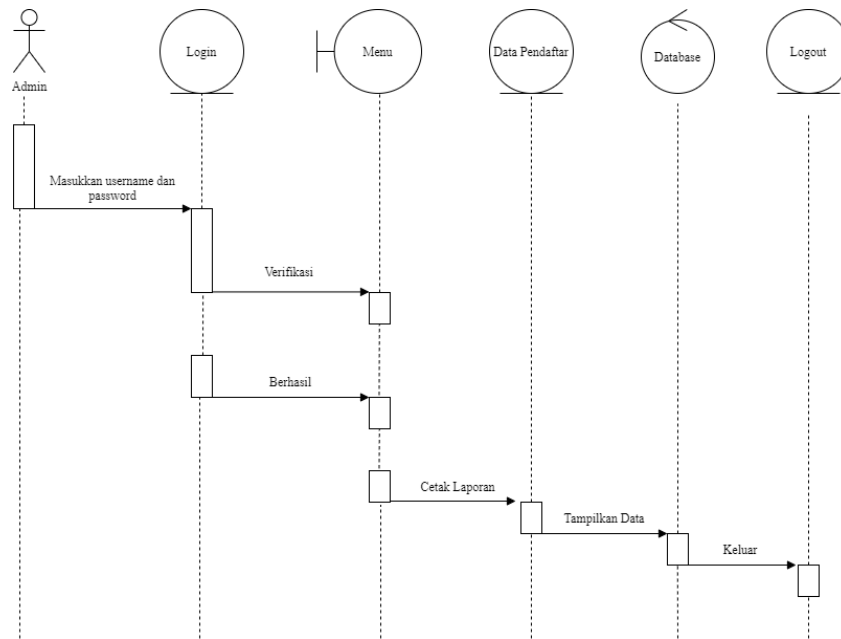 Admin
Login
Menu
Data Pendaftar
Database
Logout
Masukkan username dan
password
Verifikasi
Berhasil
Cetak Laporan
Tampilkan Data
Keluar